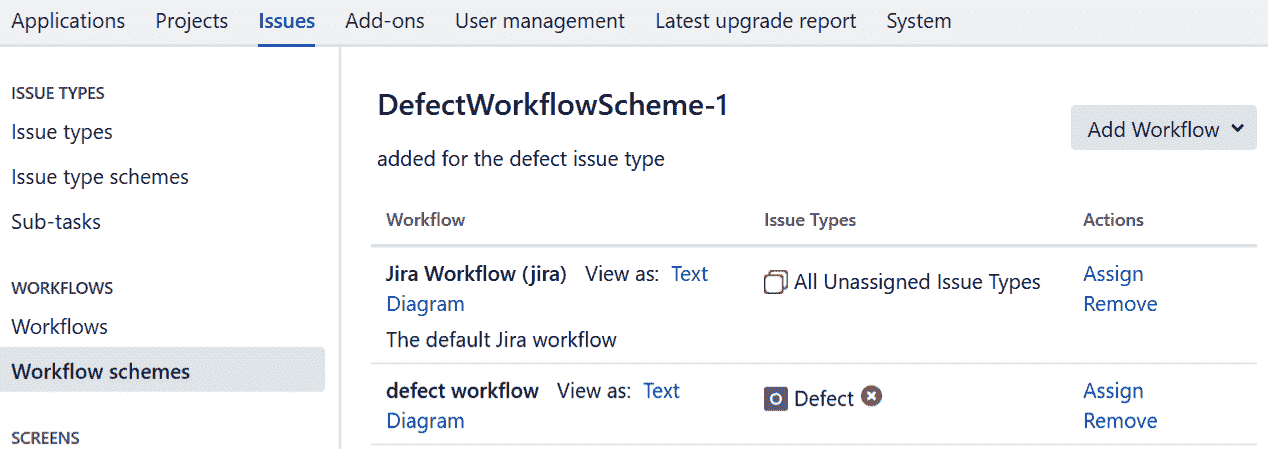 Applications Projects Issues Add-ons User management Latest upgrade report System
ISSUE TYPES
Issue types
Issue type schemes
Sub-tasks
WORKFLOWS
Workflows
Workflow schemes
SCREENS
DefectWorkflowScheme-1
Add Workflow
added for the defect issue type
Workflow Issue Types Actions
Jira Workflow (jira) View as: Text All Unassigned Issue Types Assign
Diagram Remove
The default Jira workflow
defect workflow View as: Text Defect Assign
Diagram Remove